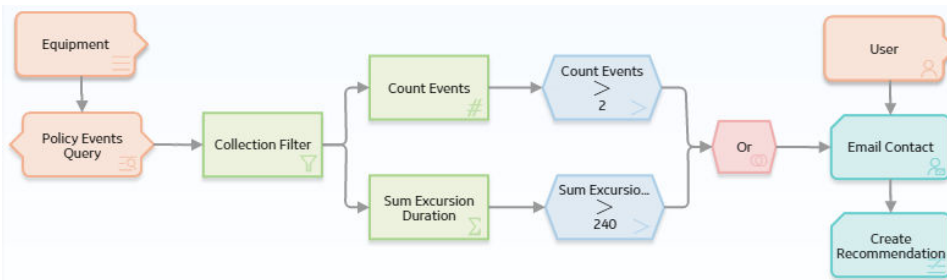 Equipment
User
Count Events
Count Events
>
2
Policy Events
Query
Collection Filter
Or
Email Contact
Sum Excursion
Duration
Sum Excursio...
>
240
Create
Recommendation